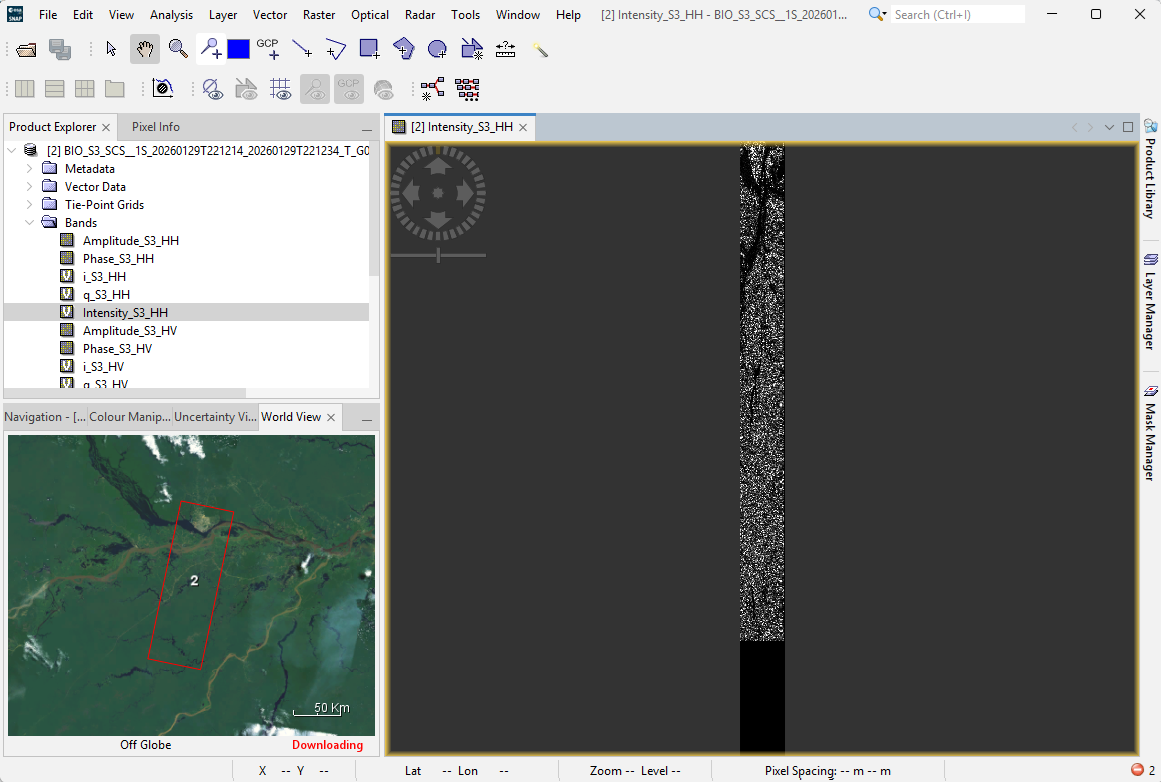 esa
SNAP
File Edit View Analysis Layer Vector Raster Optical Radar Tools Window Help [2] Intensity_S3_HH - BIO_S3_SCS__1S_202601... Search (Ctrl+I)
GCP
GCP
Product Explorer Pixel Info
[2] Intensity_S3_HH
[2] BIO_S3_SCS__1S_20260129T221214_20260129T221234_T_G0
Metadata
Vector Data
Tie-Point Grids
Bands
Amplitude_S3_HH
Phase_S3_HH
i_S3_HH
q_S3_HH
Intensity_S3_HH
Amplitude_S3_HV
Phase_S3_HV
i_S3_HV
q_S3_HV
Navigation - [... Colour Manip... Uncertainty Vi... World View
2
50 Km
Off Globe Downloading
Product Library
Layer Manager
Mask Manager
X -- Y -- Lat -- Lon -- Zoom -- Level -- Pixel Spacing: -- m -- m 2